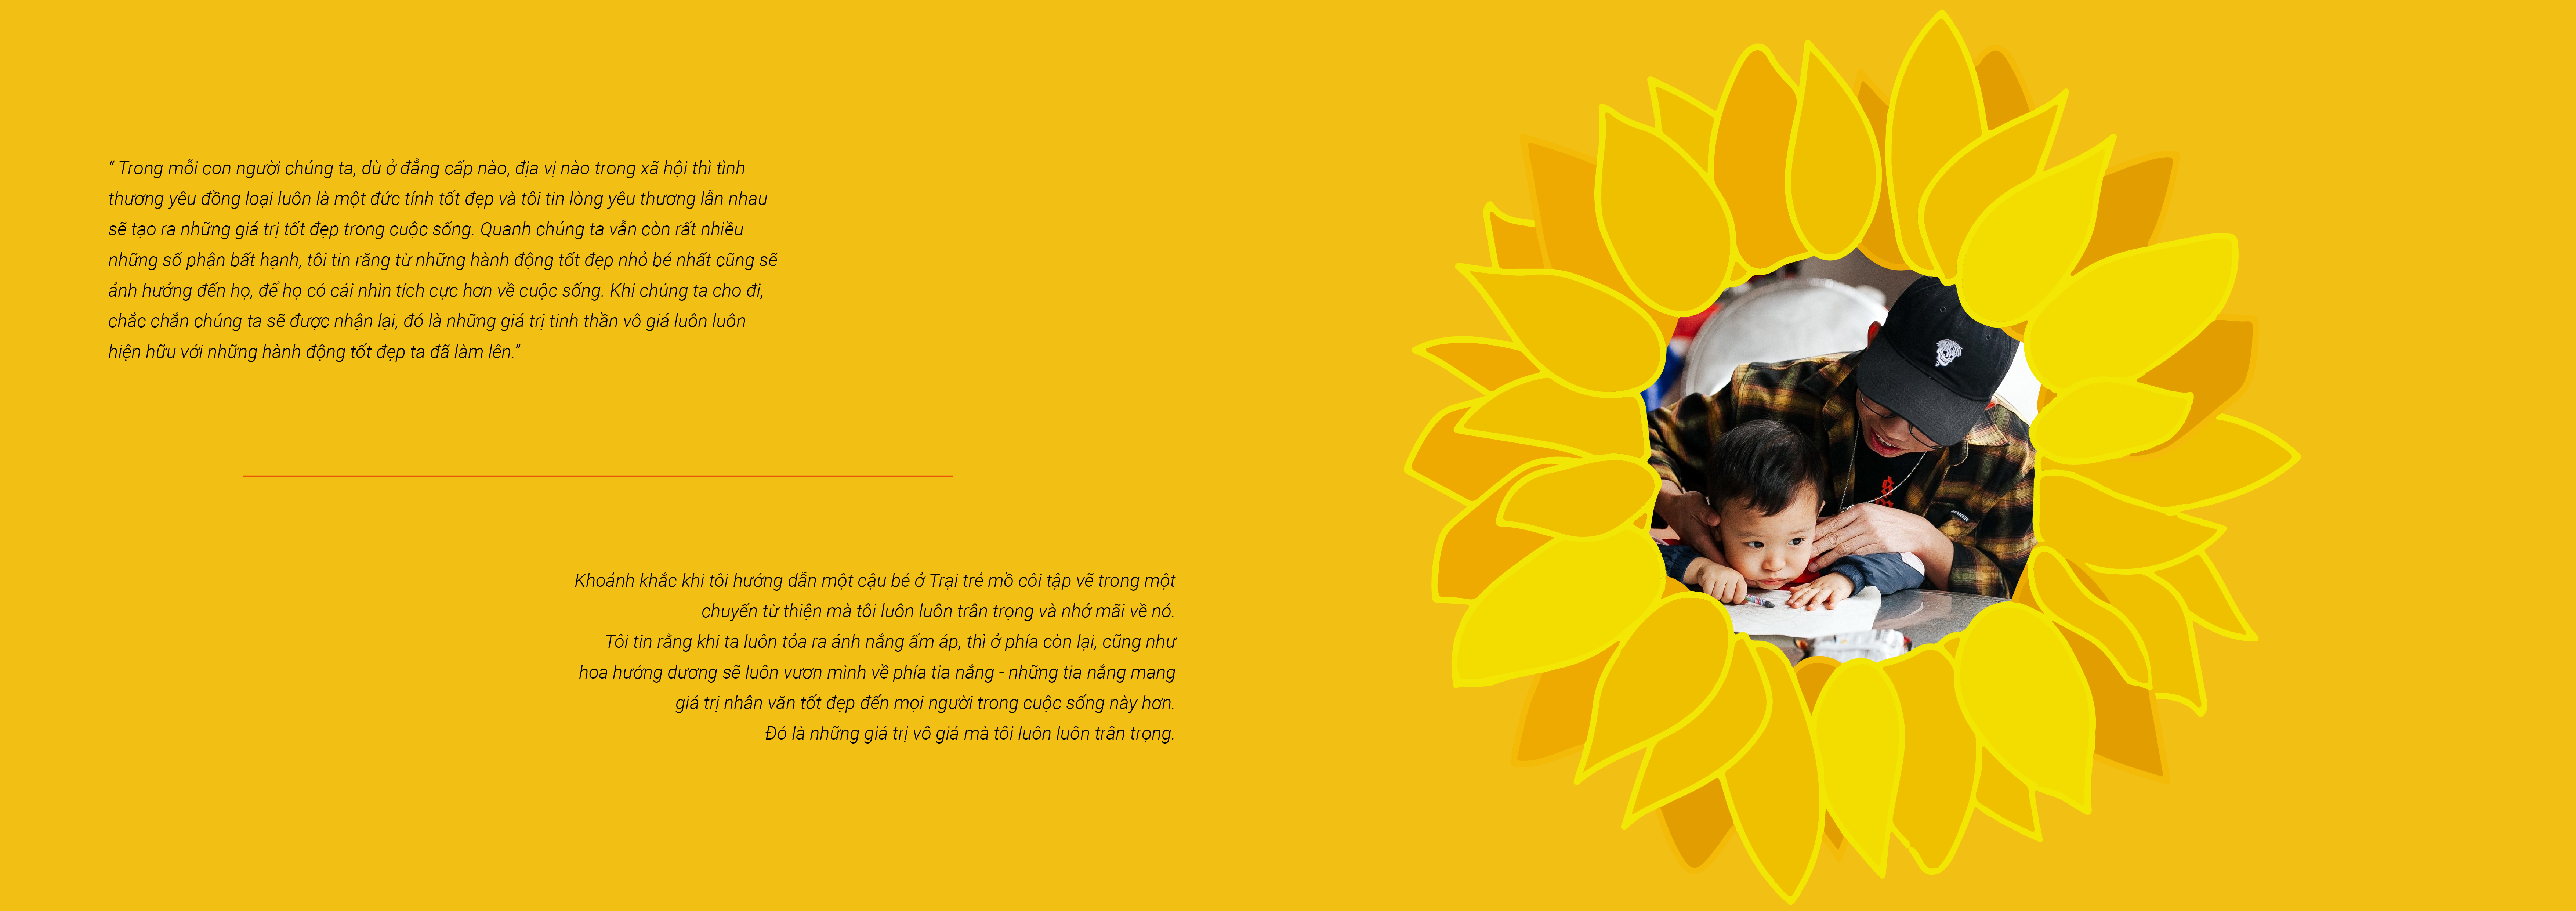 “ Trong mỗi con người chúng ta, dù ở đẳng cấp nào, địa vị nào trong xã hội thì tình
thương yêu đồng loại luôn là một đức tính tốt đẹp và tôi tin lòng yêu thương lẫn nhau
sẽ tạo ra những giá trị tốt đẹp trong cuộc sống. Quanh chúng ta vẫn còn rất nhiều
những số phận bất hạnh, tôi tin rằng từ những hành động tốt đẹp nhỏ bé nhất cũng sẽ
ảnh hưởng đến họ, để họ có cái nhìn tích cực hơn về cuộc sống. Khi chúng ta cho đi,
chắc chắn chúng ta sẽ được nhận lại, đó là những giá trị tinh thần vô giá luôn luôn
hiện hữu với những hành động tốt đẹp ta đã làm lên.”
Khoảnh khắc khi tôi hướng dẫn một cậu bé ở Trại trẻ mồ côi tập vẽ trong một
chuyến từ thiện mà tôi luôn luôn trân trọng và nhớ mãi về nó.
Tôi tin rằng khi ta luôn tỏa ra ánh nắng ấm áp, thì ở phía còn lại, cũng như
hoa hướng dương sẽ luôn vươn mình về phía tia nắng - những tia nắng mang
giá trị nhân văn tốt đẹp đến mọi người trong cuộc sống này hơn.
Đó là những giá trị vô giá mà tôi luôn luôn trân trọng.